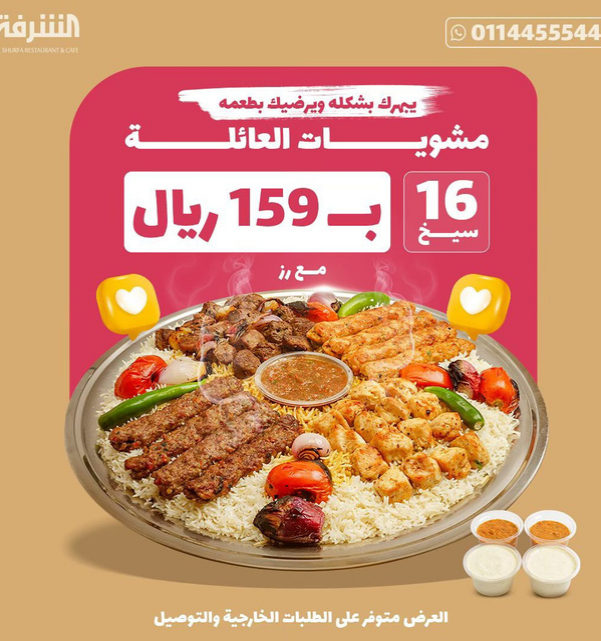 الشرفة
SHURFA RESTAURANT & CAFE
0114455544
يبهرك بشكله ويرضيك بطعمه
مشويات العائلة
16 سيخ
بـ 159 ريال
مع رز
العرض متوفر على الطلبات الخارجية والتوصيل